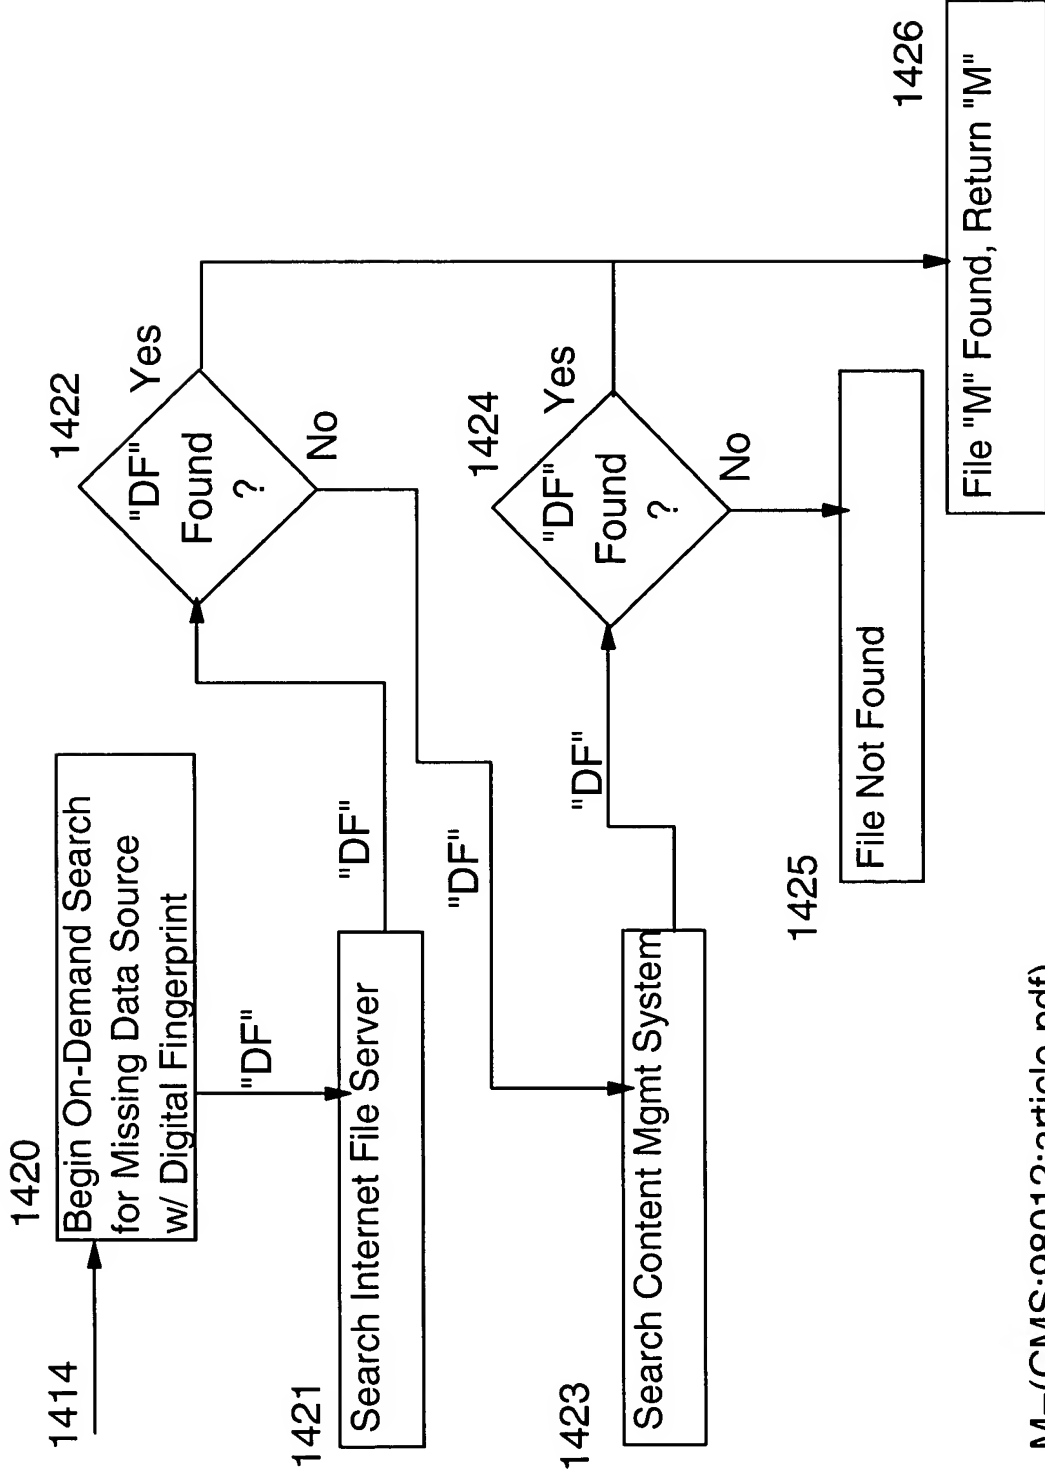 1414
1420
Begin On-Demand Search
for Missing Data Source
w/ Digital Fingerprint
"DF"
1421
Search Internet File Server
"DF"
1422
"DF"
Found
?
Yes
No
"DF"
1423
Search Content Mgmt System
"DF"
1424
"DF"
Found
?
Yes
No
1425
File Not Found
1426
File "M" Found, Return "M"